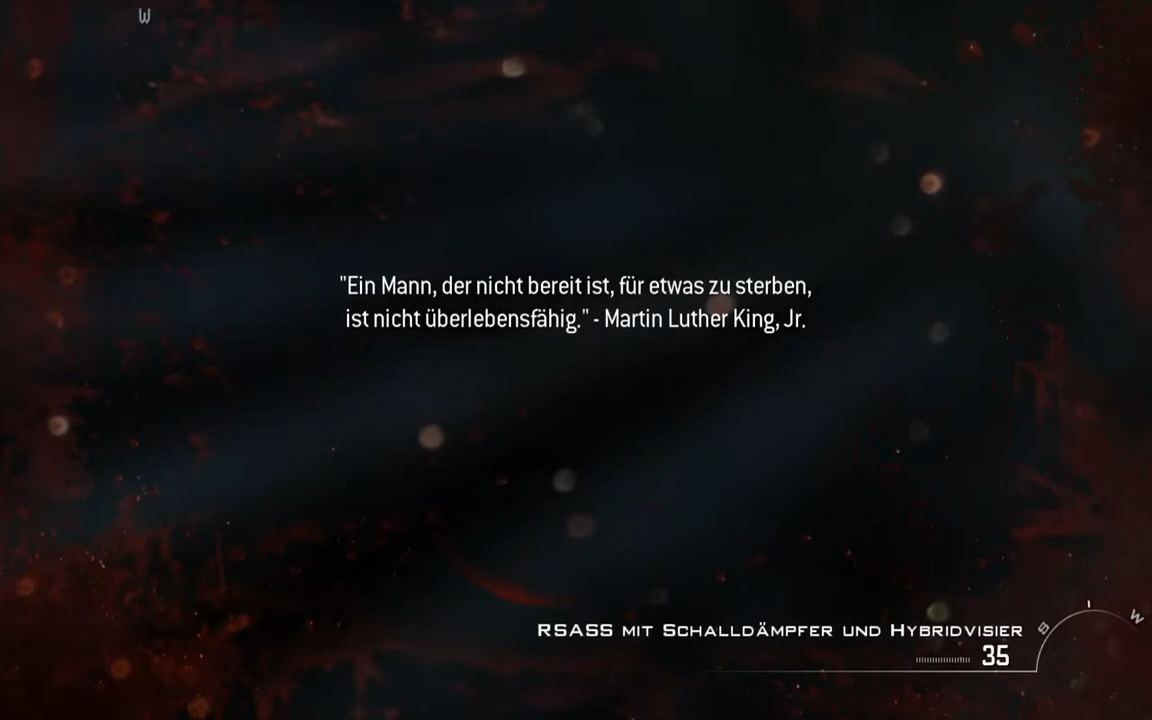 W
"Ein Mann, der nicht bereit ist, für etwas zu sterben,
ist nicht überlebensfähig." - Martin Luther King, Jr.
RSASS mit Schalldämpfer und Hybridvisier
35
W